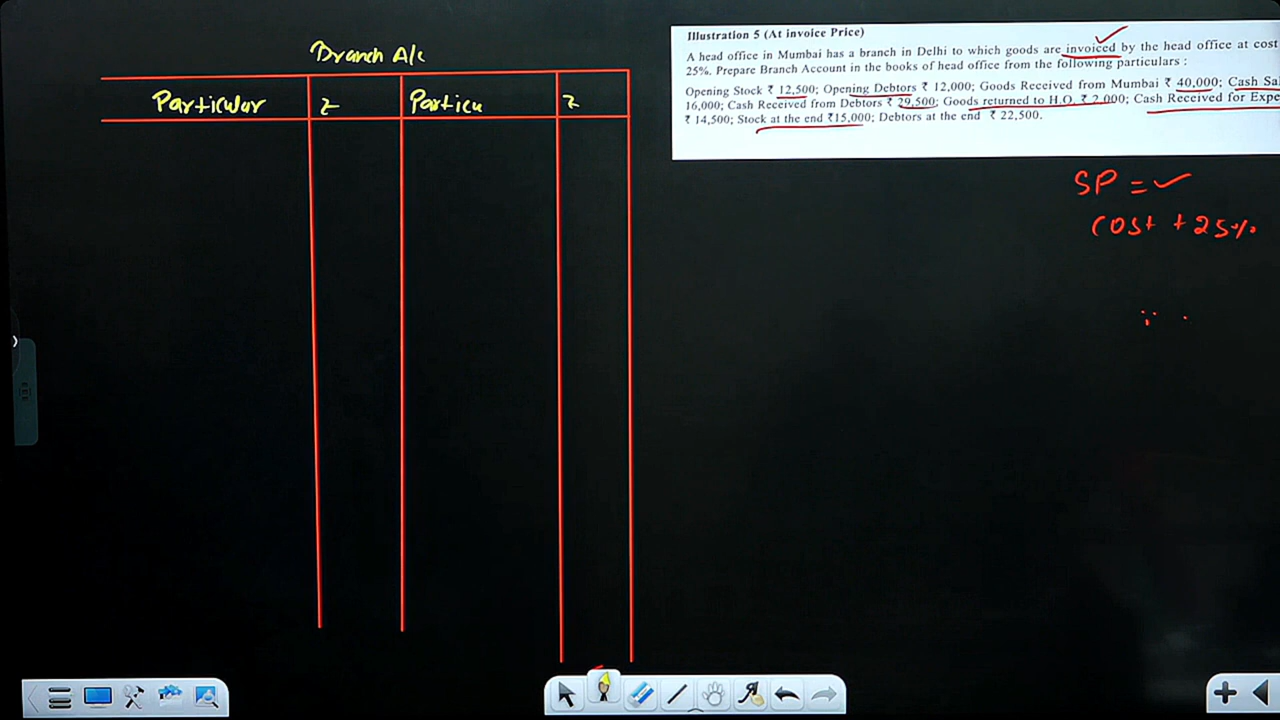 Branch A/c
Particular ₹ Particu ₹
Illustration 5 (At invoice Price)
A head office in Mumbai has a branch in Delhi to which goods are invoiced by the head office at cost
25%. Prepare Branch Account in the books of head office from the following particulars :
Opening Stock ₹ 12,500; Opening Debtors ₹ 12,000; Goods Received from Mumbai ₹ 40,000; Cash Sal
16,000; Cash Received from Debtors ₹ 29,500; Goods returned to H.O. ₹ 2,000; Cash Received for Expe
₹ 14,500; Stock at the end ₹15,000; Debtors at the end ₹ 22,500.
SP =
Cost + 25%